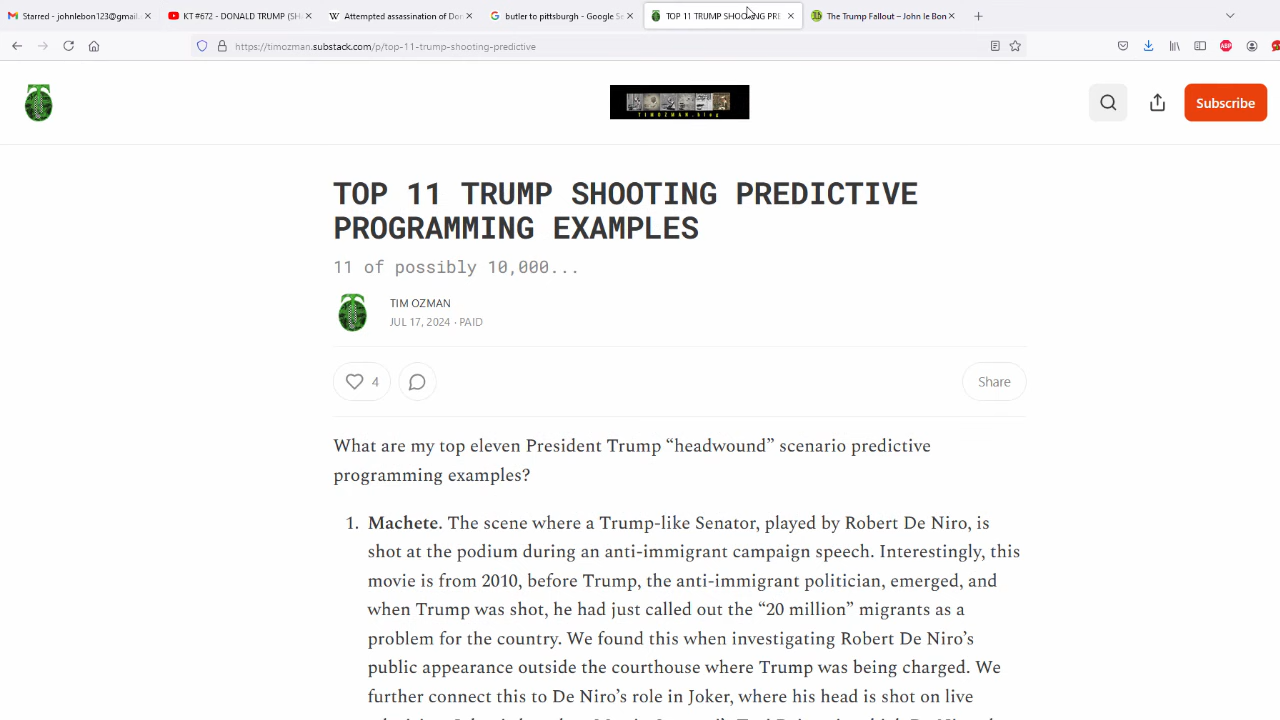 Starred - johnlebon123@gmail.
KT #672 - DONALD TRUMP (SH
Attempted assassination of Dor
butler to pittsburgh - Google Se
TOP 11 TRUMP SHOOTING PRE
The Trump Fallout – John le Bon
https://timozman.substack.com/p/top-11-trump-shooting-predictive
ABP
TIMOZMAN.blog
Subscribe
TOP 11 TRUMP SHOOTING PREDICTIVE
PROGRAMMING EXAMPLES
11 of possibly 10,000...
TIM OZMAN
JUL 17, 2024 · PAID
4
Share
What are my top eleven President Trump “headwound” scenario predictive
programming examples?
1. Machete. The scene where a Trump-like Senator, played by Robert De Niro, is
shot at the podium during an anti-immigrant campaign speech. Interestingly, this
movie is from 2010, before Trump, the anti-immigrant politician, emerged, and
when Trump was shot, he had just called out the “20 million” migrants as a
problem for the country. We found this when investigating Robert De Niro’s
public appearance outside the courthouse where Trump was being charged. We
further connect this to De Niro’s role in Joker, where his head is shot on live